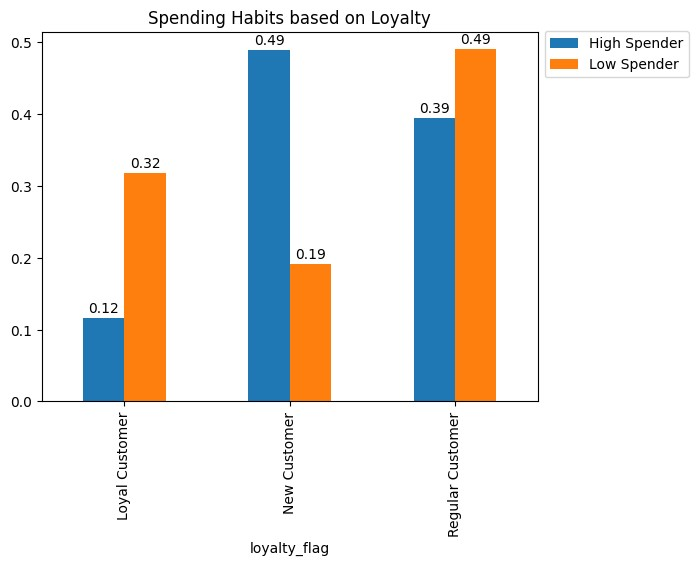 Spending Habits based on Loyalty
High Spender
Low Spender
0.5
0.4
0.3
0.2
0.1
0.0
0.12
0.32
0.49
0.19
0.39
0.49
Loyal Customer
New Customer
Regular Customer
loyalty_flag